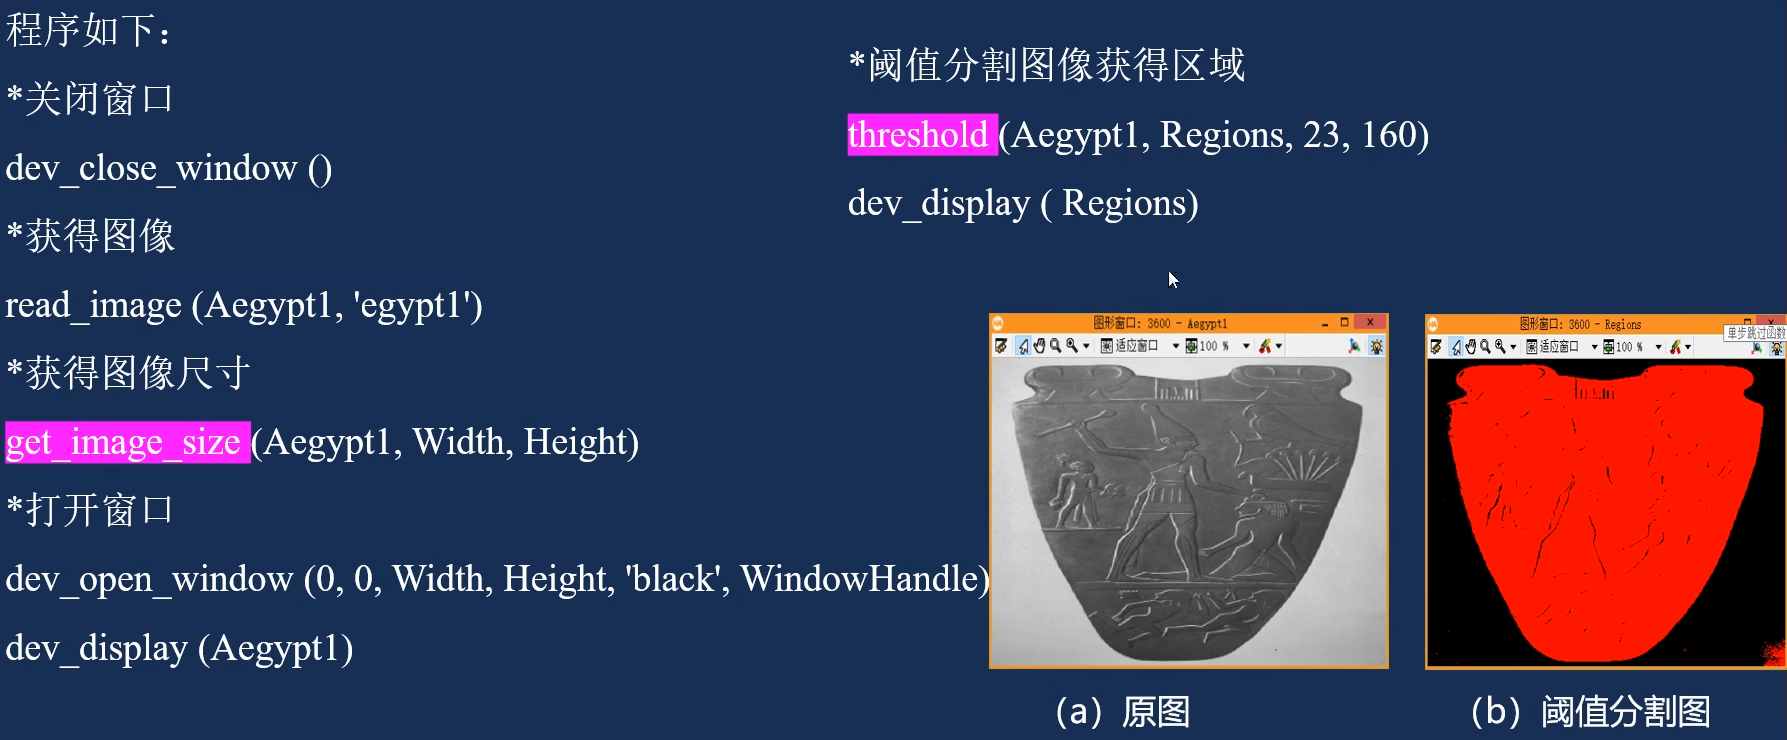 程序如下:
*关闭窗口
dev_close_window ()
*获得图像
read_image (Aegypt1, 'egypt1')
*获得图像尺寸
get_image_size (Aegypt1, Width, Height)
*打开窗口
dev_open_window (0, 0, Width, Height, 'black', WindowHandle)
dev_display (Aegypt1)
*阈值分割图像获得区域
threshold (Aegypt1, Regions, 23, 160)
dev_display ( Regions)
图形窗口: 3600 - Aegypt1
适应窗口 100 %
(a) 原图
图形窗口: 3600 - Regions
单步跳过函数
适应窗口 100 %
(b) 阈值分割图